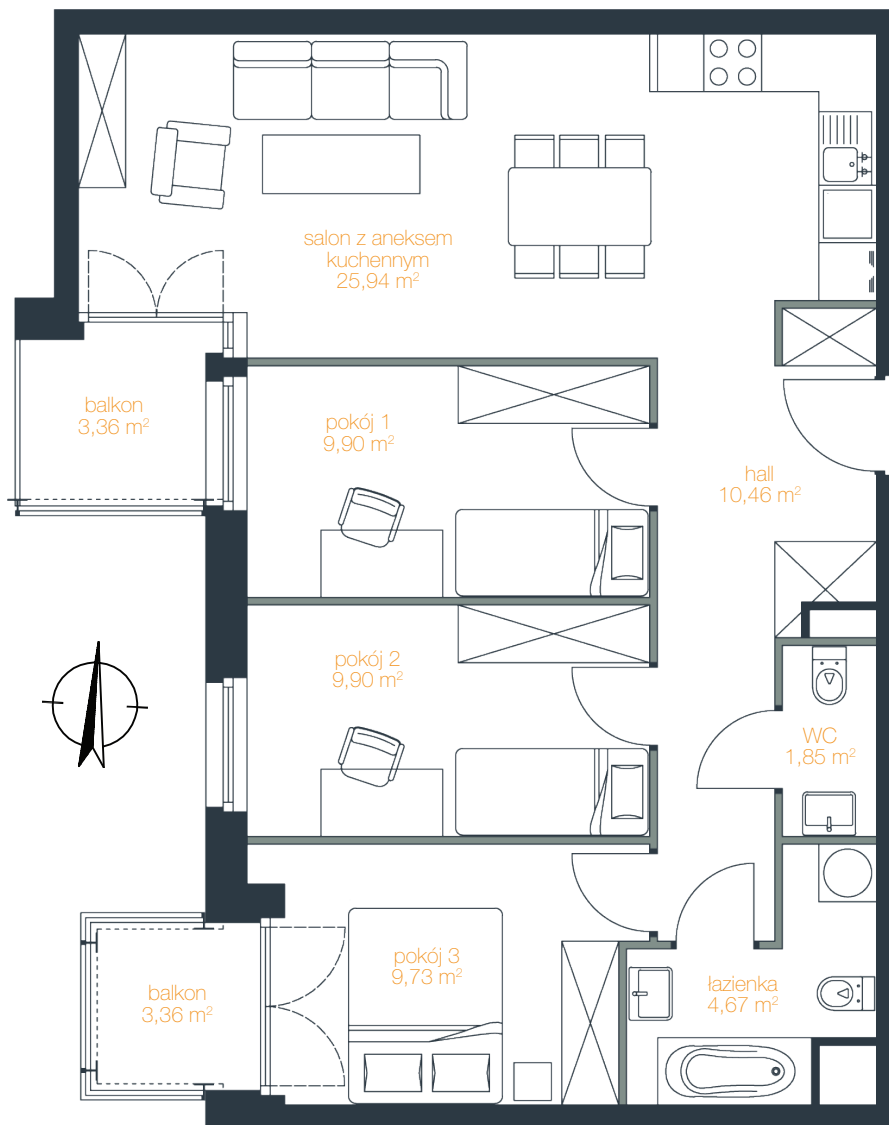 salon z aneksem
kuchennym
25,94 m²
balkon
3,36 m²
pokój 1
9,90 m²
hall
10,46 m²
pokój 2
9,90 m²
WC
1,85 m²
pokój 3
9,73 m²
łazienka
4,67 m²
balkon
3,36 m²